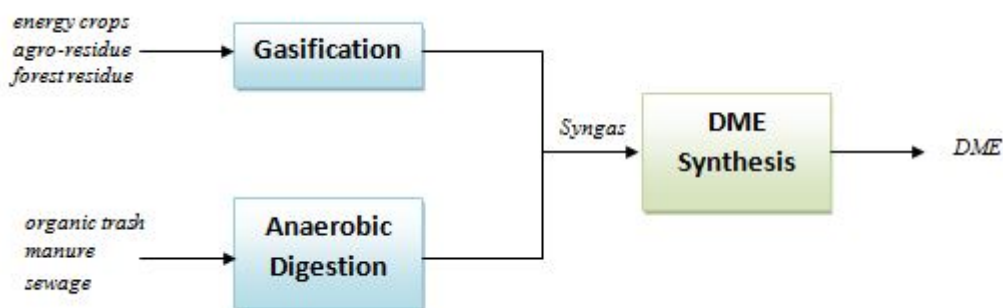 energy crops
agro-residue
forest residue
Gasification
Syngas
DME
Synthesis
DME
organic trash
manure
sewage
Anaerobic
Digestion